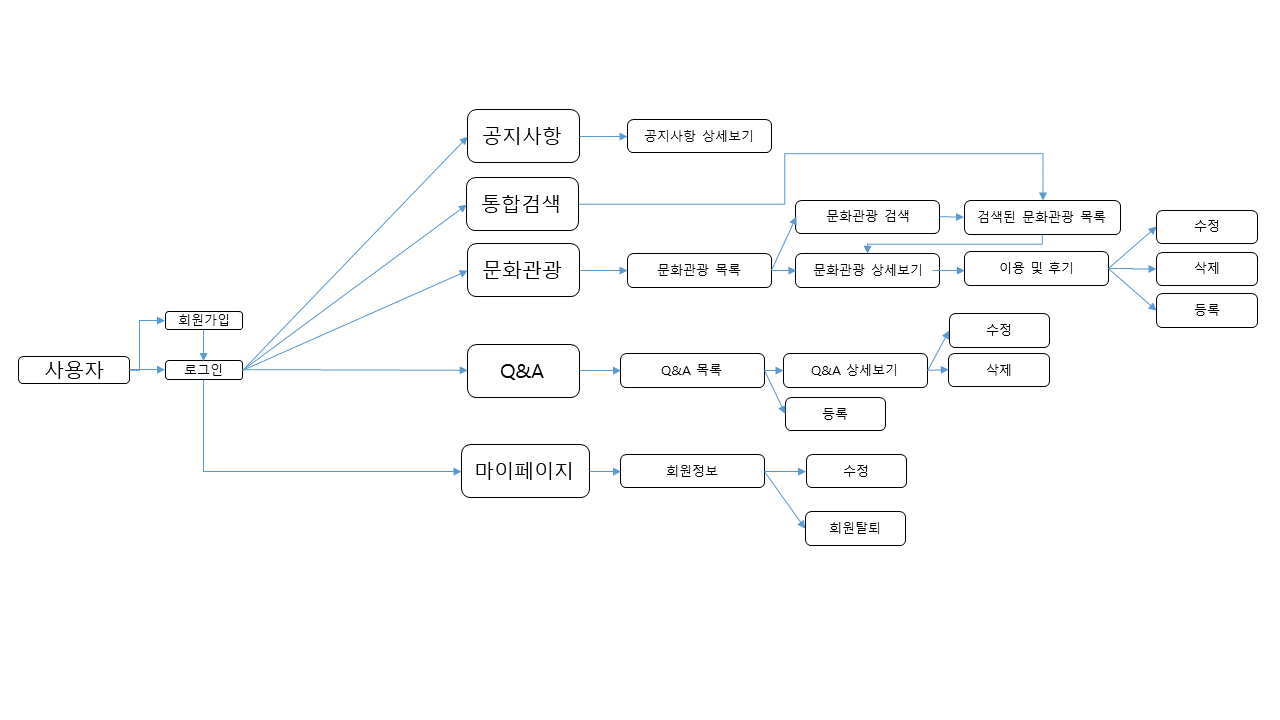 공지사항
공지사항 상세보기
통합검색
문화관광 검색
검색된 문화관광 목록
수정
문화관광
문화관광 목록
문화관광 상세보기
이용 및 후기
삭제
등록
회원가입
사용자
로그인
Q&A
Q&A 목록
Q&A 상세보기
수정
삭제
등록
마이페이지
회원정보
수정
회원탈퇴